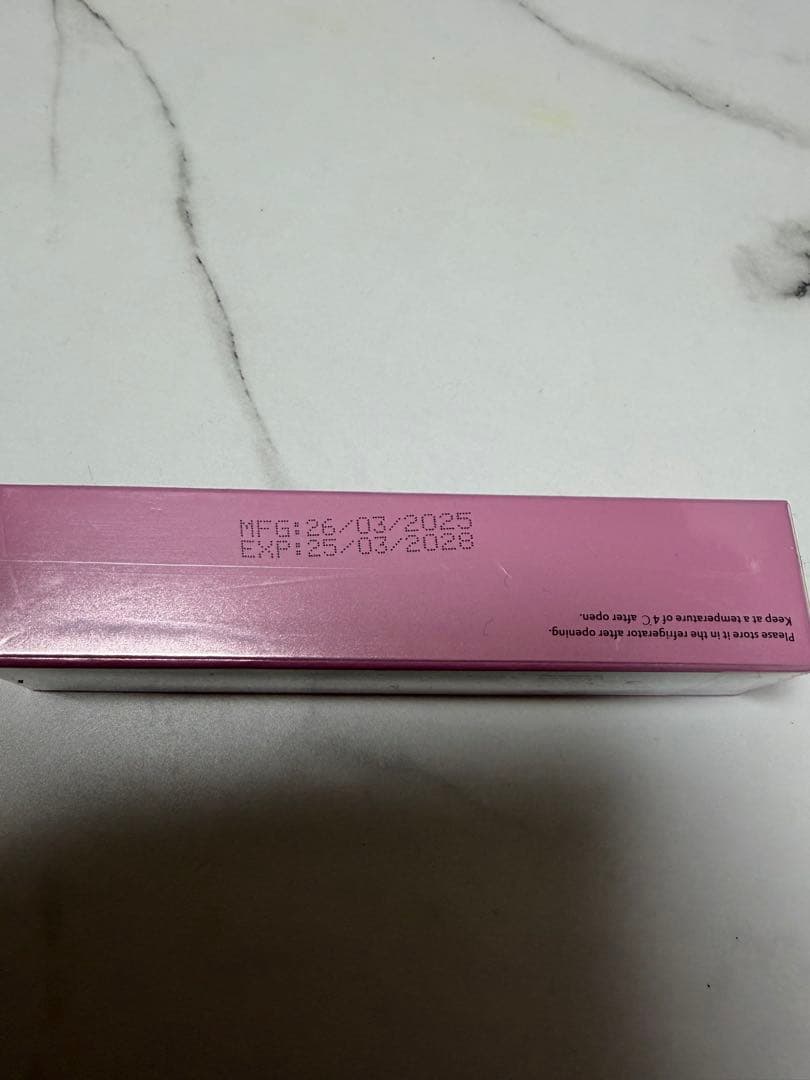 MFG:26/03/2025
EXP:25/03/2028
Please store it in the refrigerator after opening.
Keep at a temperature of 4℃ after open.